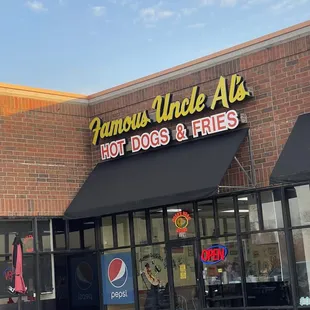 Famous Uncle Al's
HOT DOGS & FRIES
OPEN
pepsi